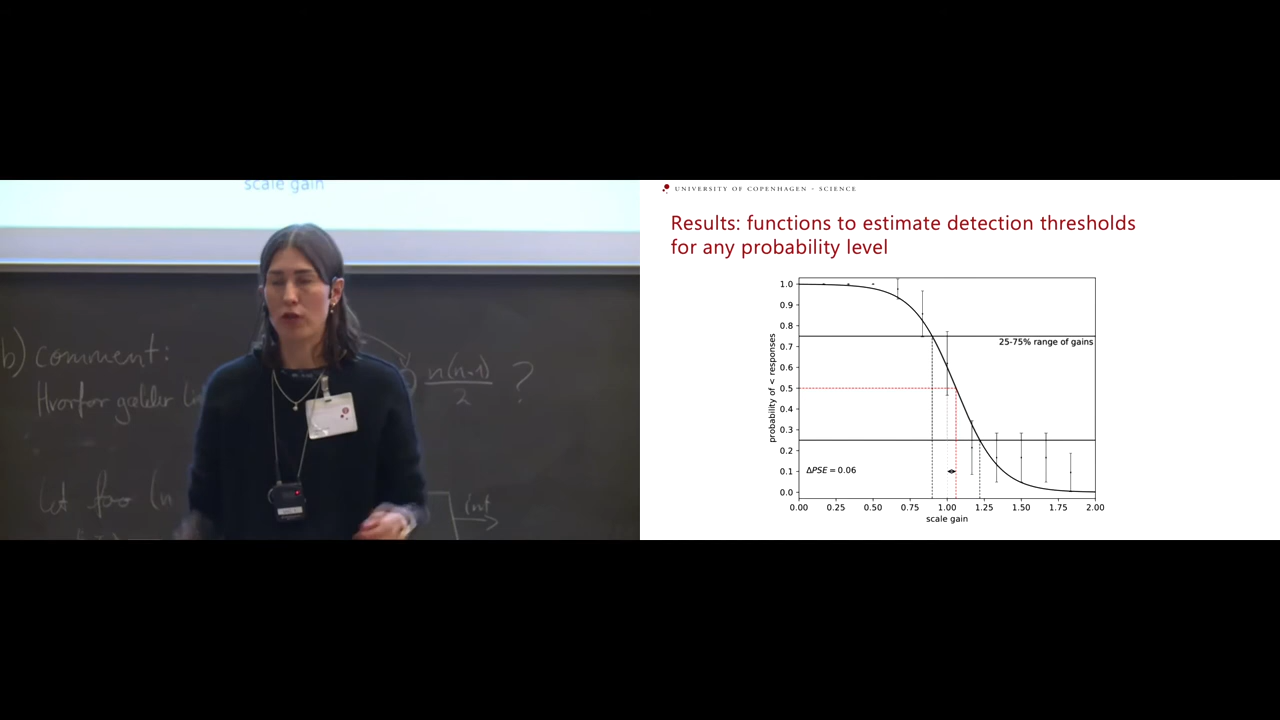 scale gain
b) comment:
Hvorfor gælder
n(n-1)
2
?
let foo (n
int
UNIVERSITY OF COPENHAGEN - SCIENCE
Results: functions to estimate detection thresholds
for any probability level
probability of < responses
1.0
0.9
0.8
0.7
0.6
0.5
0.4
0.3
0.2
0.1
0.0
25-75% range of gains
ΔPSE = 0.06
0.00 0.25 0.50 0.75 1.00 1.25 1.50 1.75 2.00
scale gain